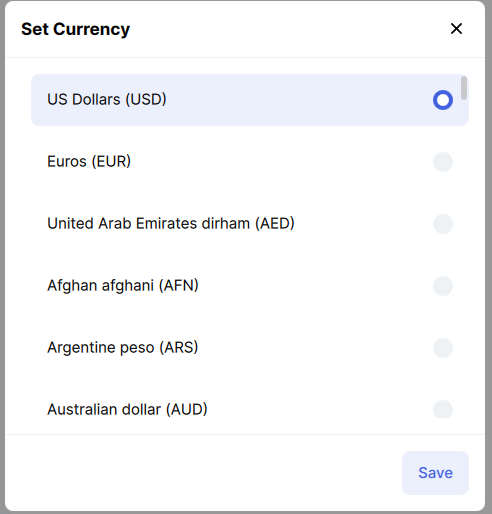 Set Currency
US Dollars (USD)
Euros (EUR)
United Arab Emirates dirham (AED)
Afghan afghani (AFN)
Argentine peso (ARS)
Australian dollar (AUD)
Save